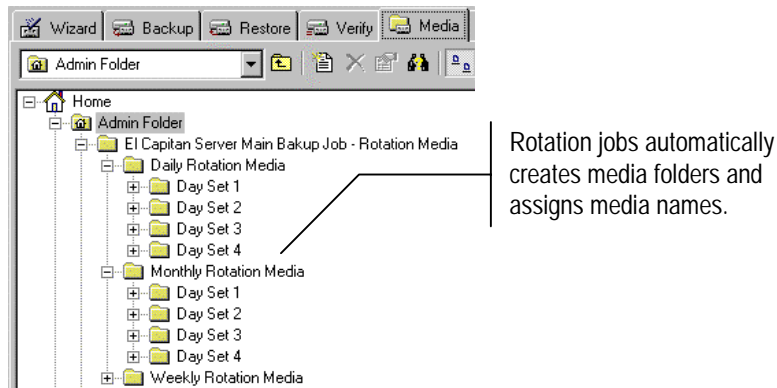 Wizard Backup Restore Verify Media
Admin Folder
Home
Admin Folder
El Capitan Server Main Bakup Job - Rotation Media
Daily Rotation Media
Day Set 1
Day Set 2
Day Set 3
Day Set 4
Monthly Rotation Media
Day Set 1
Day Set 2
Day Set 3
Day Set 4
Weekly Rotation Media
Rotation jobs automatically
creates media folders and
assigns media names.